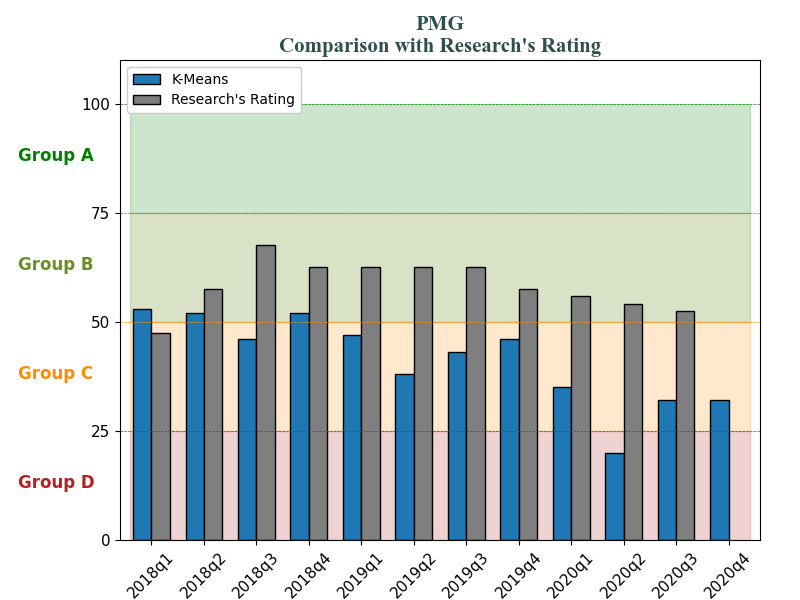 PMG
Comparison with Research's Rating
K-Means
Research's Rating
100
Group A
75
Group B
50
Group C
25
Group D
0
2018q1
2018q2
2018q3
2018q4
2019q1
2019q2
2019q3
2019q4
2020q1
2020q2
2020q3
2020q4